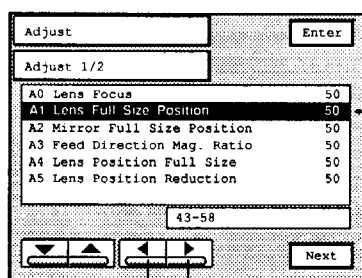 Adjust
Enter
Adjust 1/2
A0 Lens Focus 50
A1 Lens Full Size Position 50
A2 Mirror Full Size Position 50
A3 Feed Direction Mag. Ratio 50
A4 Lens Position Full Size 50
A5 Lens Position Reduction 50
43-58
Next